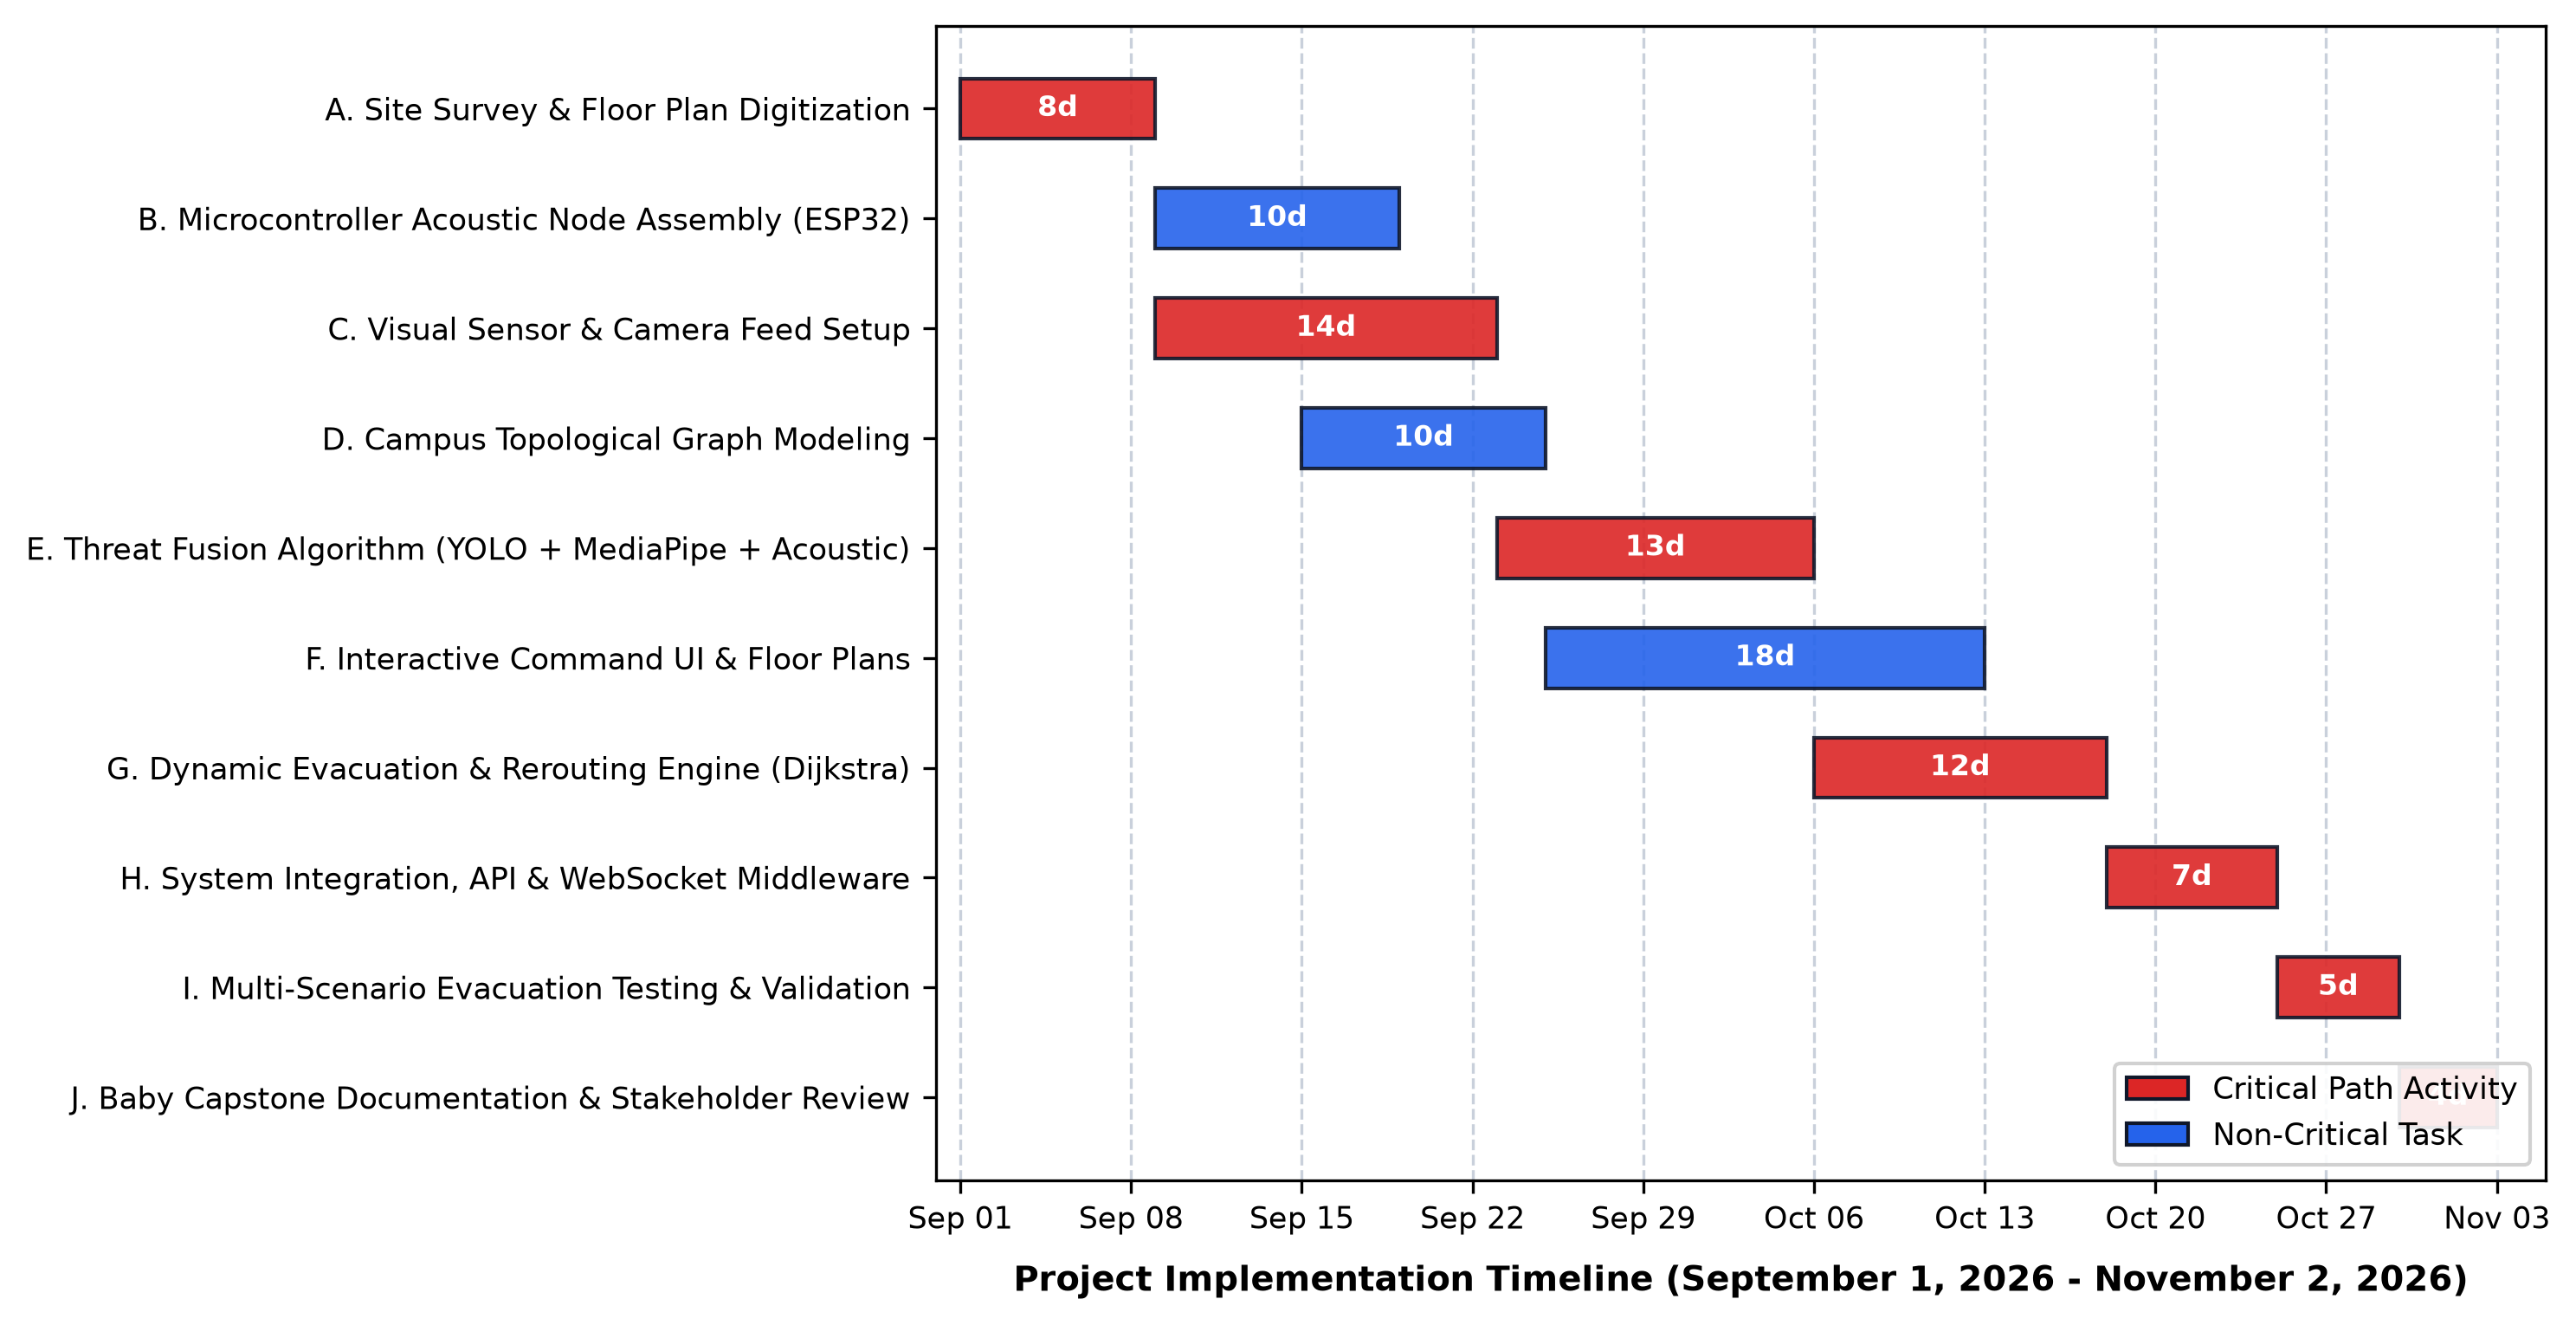 A. Site Survey & Floor Plan Digitization
8d
B. Microcontroller Acoustic Node Assembly (ESP32)
10d
C. Visual Sensor & Camera Feed Setup
14d
D. Campus Topological Graph Modeling
10d
E. Threat Fusion Algorithm (YOLO + MediaPipe + Acoustic)
13d
F. Interactive Command UI & Floor Plans
18d
G. Dynamic Evacuation & Rerouting Engine (Dijkstra)
12d
H. System Integration, API & WebSocket Middleware
7d
I. Multi-Scenario Evacuation Testing & Validation
5d
J. Baby Capstone Documentation & Stakeholder Review
Critical Path Activity
Non-Critical Task
Sep 01 Sep 08 Sep 15 Sep 22 Sep 29 Oct 06 Oct 13 Oct 20 Oct 27 Nov 03
Project Implementation Timeline (September 1, 2026 - November 2, 2026)